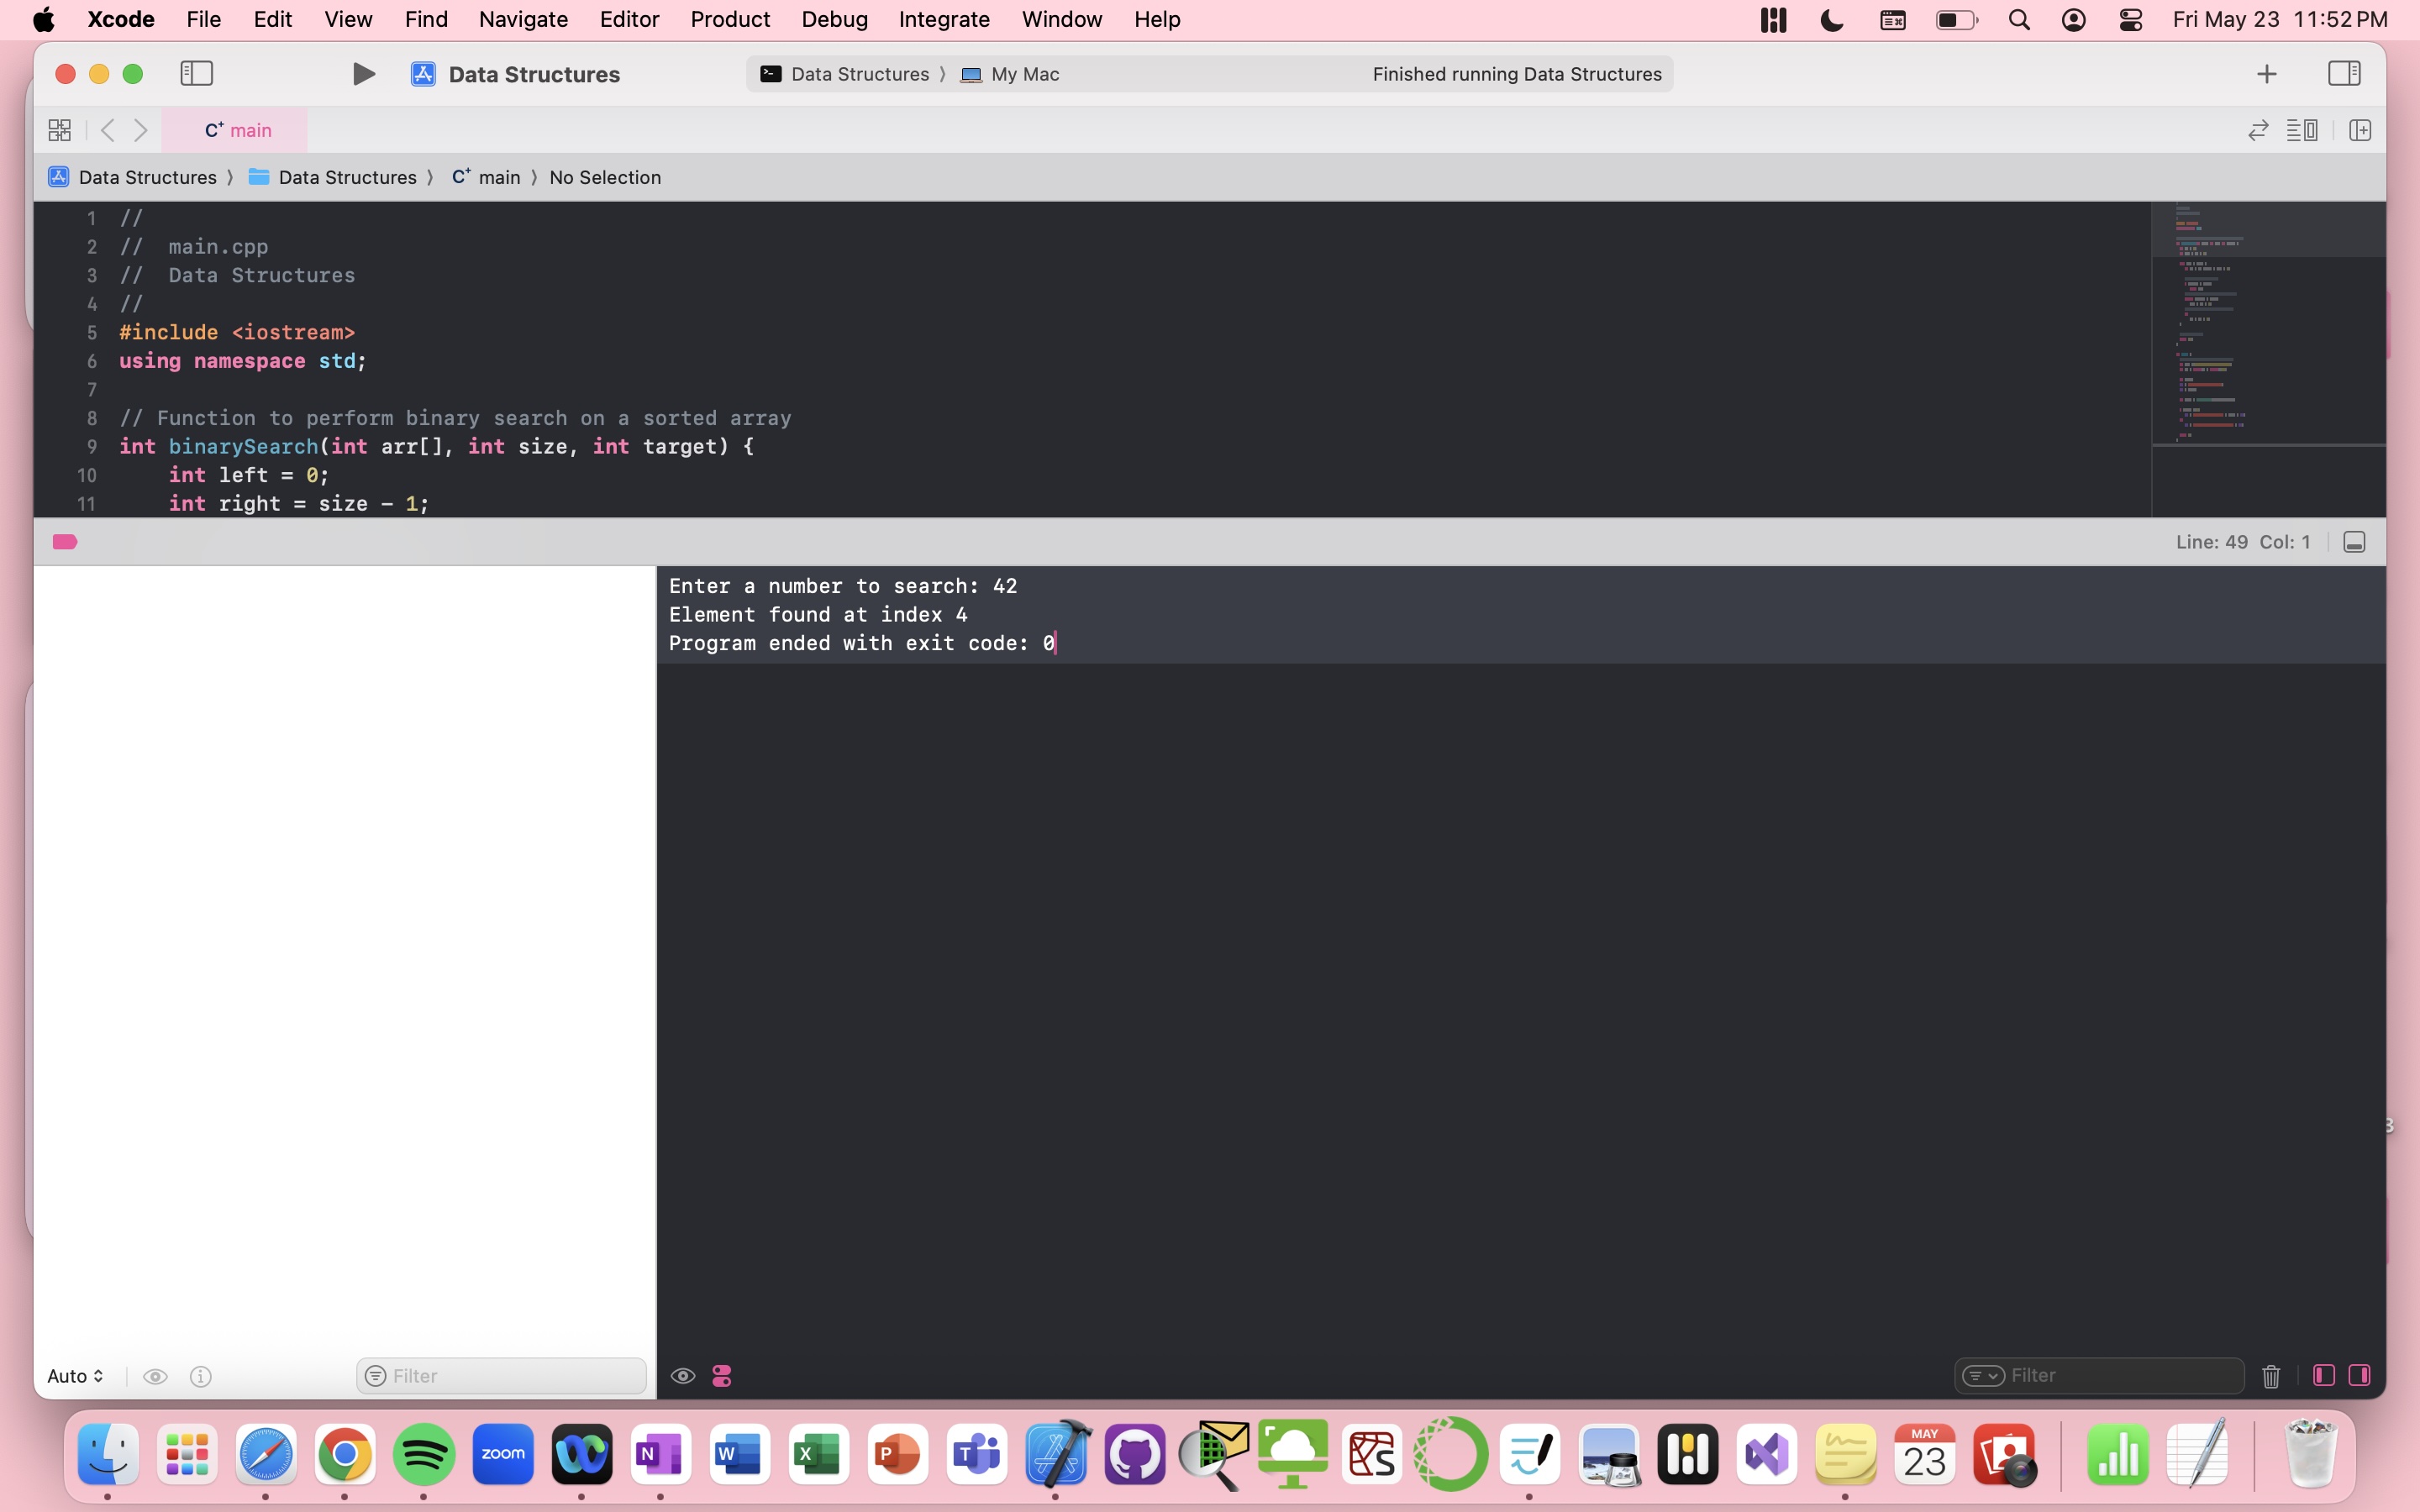 Xcode File Edit View Find Navigate Editor Product Debug Integrate Window Help Fri May 23 11:52 PM
Data Structures Data Structures 〉 My Mac Finished running Data Structures
C+ main
Data Structures 〉 Data Structures 〉 C+ main 〉 No Selection
1 //
2 // main.cpp
3 // Data Structures
4 //
5 #include <iostream>
6 using namespace std;
7
8 // Function to perform binary search on a sorted array
9 int binarySearch(int arr[], int size, int target) {
10 int left = 0;
11 int right = size - 1;
Line: 49 Col: 1
Enter a number to search: 42
Element found at index 4
Program ended with exit code: 0
3
Auto Filter Filter
zoom N W X P T S MAY
23